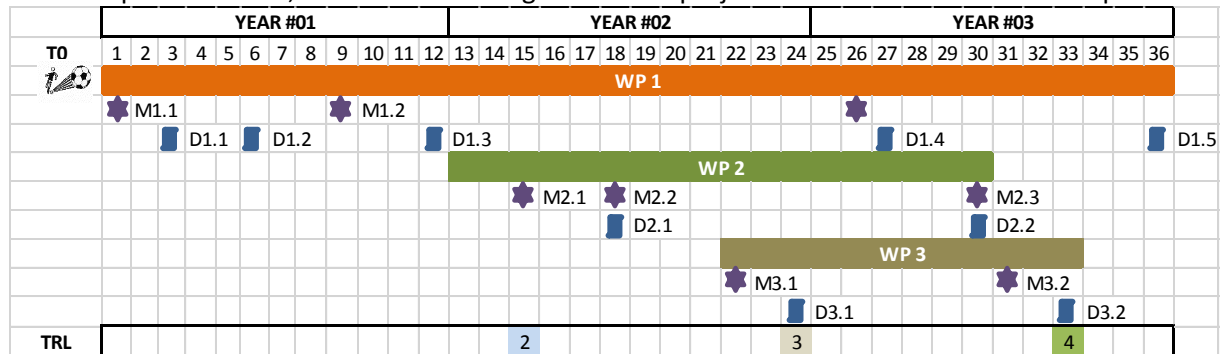 YEAR #01 YEAR #02 YEAR #03
T0 1 2 3 4 5 6 7 8 9 10 11 12 13 14 15 16 17 18 19 20 21 22 23 24 25 26 27 28 29 30 31 32 33 34 35 36
WP 1
M1.1 M1.2
D1.1 D1.2 D1.3 D1.4 D1.5
WP 2
M2.1 M2.2 M2.3
D2.1 D2.2
WP 3
M3.1 M3.2
D3.1 D3.2
TRL 2 3 4